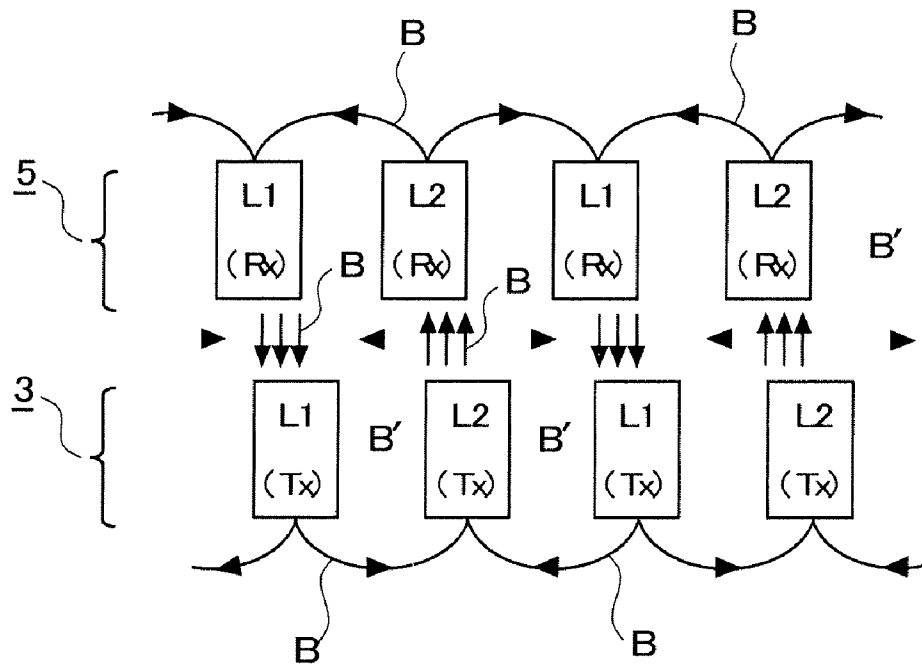 B B
5
L1 L2 L1 L2
(Rx) (Rx) (Rx) (Rx) B′
B B
3
L1 L2 L1 L2
B′ B′
(Tx) (Tx) (Tx) (Tx)
B B